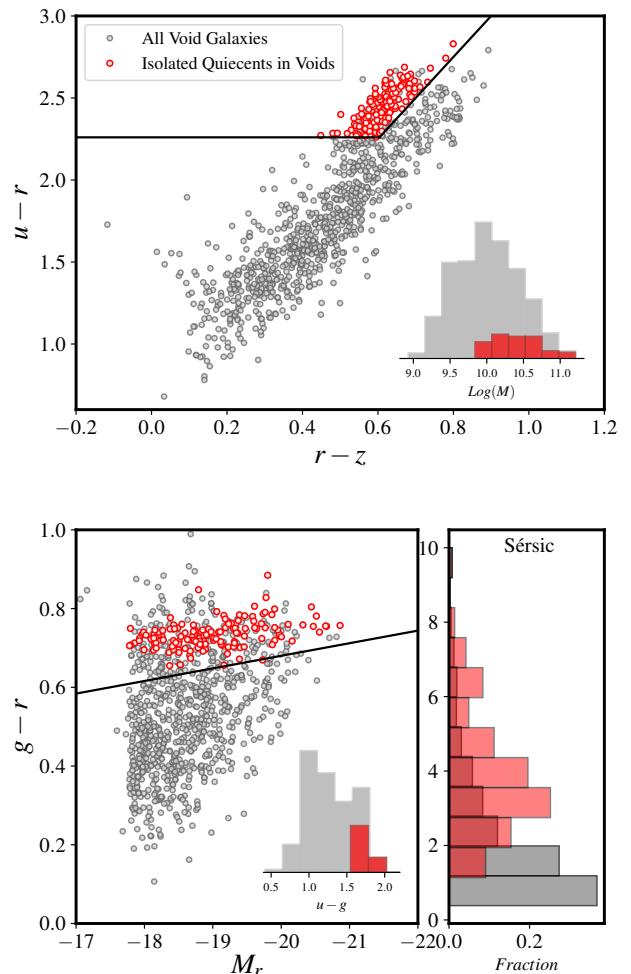 All Void Galaxies
Isolated Quiecents in Voids
3.0
2.5
2.0
1.5
1.0
u − r
9.0 9.5 10.0 10.5 11.0
Log(M)
−0.2 0.0 0.2 0.4 0.6 0.8 1.0 1.2
r − z
1.0
0.8
0.6
0.4
0.2
0.0
g − r
0.5 1.0 1.5 2.0
u − g
−17 −18 −19 −20 −21 −22
M_r
Sérsic
10
8
6
4
2
0
0.0 0.2
Fraction